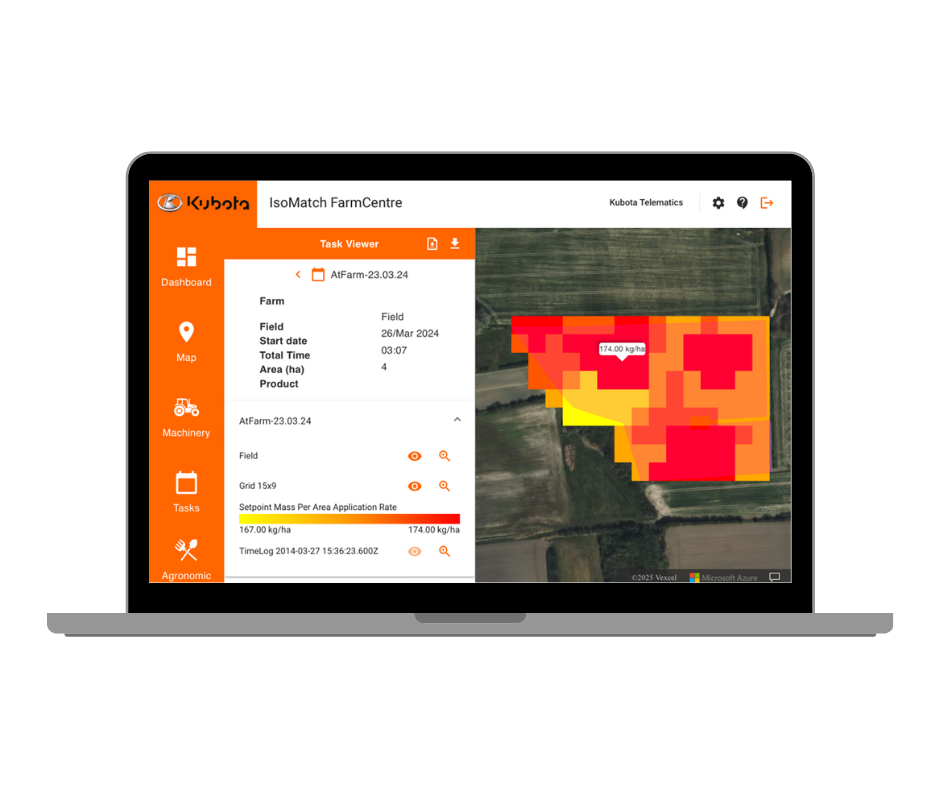 Kubota
IsoMatch FarmCentre
Kubota Telematics
Dashboard
Map
Machinery
Tasks
Agronomic
Task Viewer
AtFarm-23.03.24
Farm
Field
Field
26/Mar 2024
Start date
03:07
Total Time
4
Area (ha)
Product
AtFarm-23.03.24
Field
Grid 15x9
Setpoint Mass Per Area Application Rate
167.00 kg/ha 174.00 kg/ha
TimeLog 2014-03-27 15:36:23.600Z
174.00 kg/ha
©2025 Vexcel Microsoft Azure